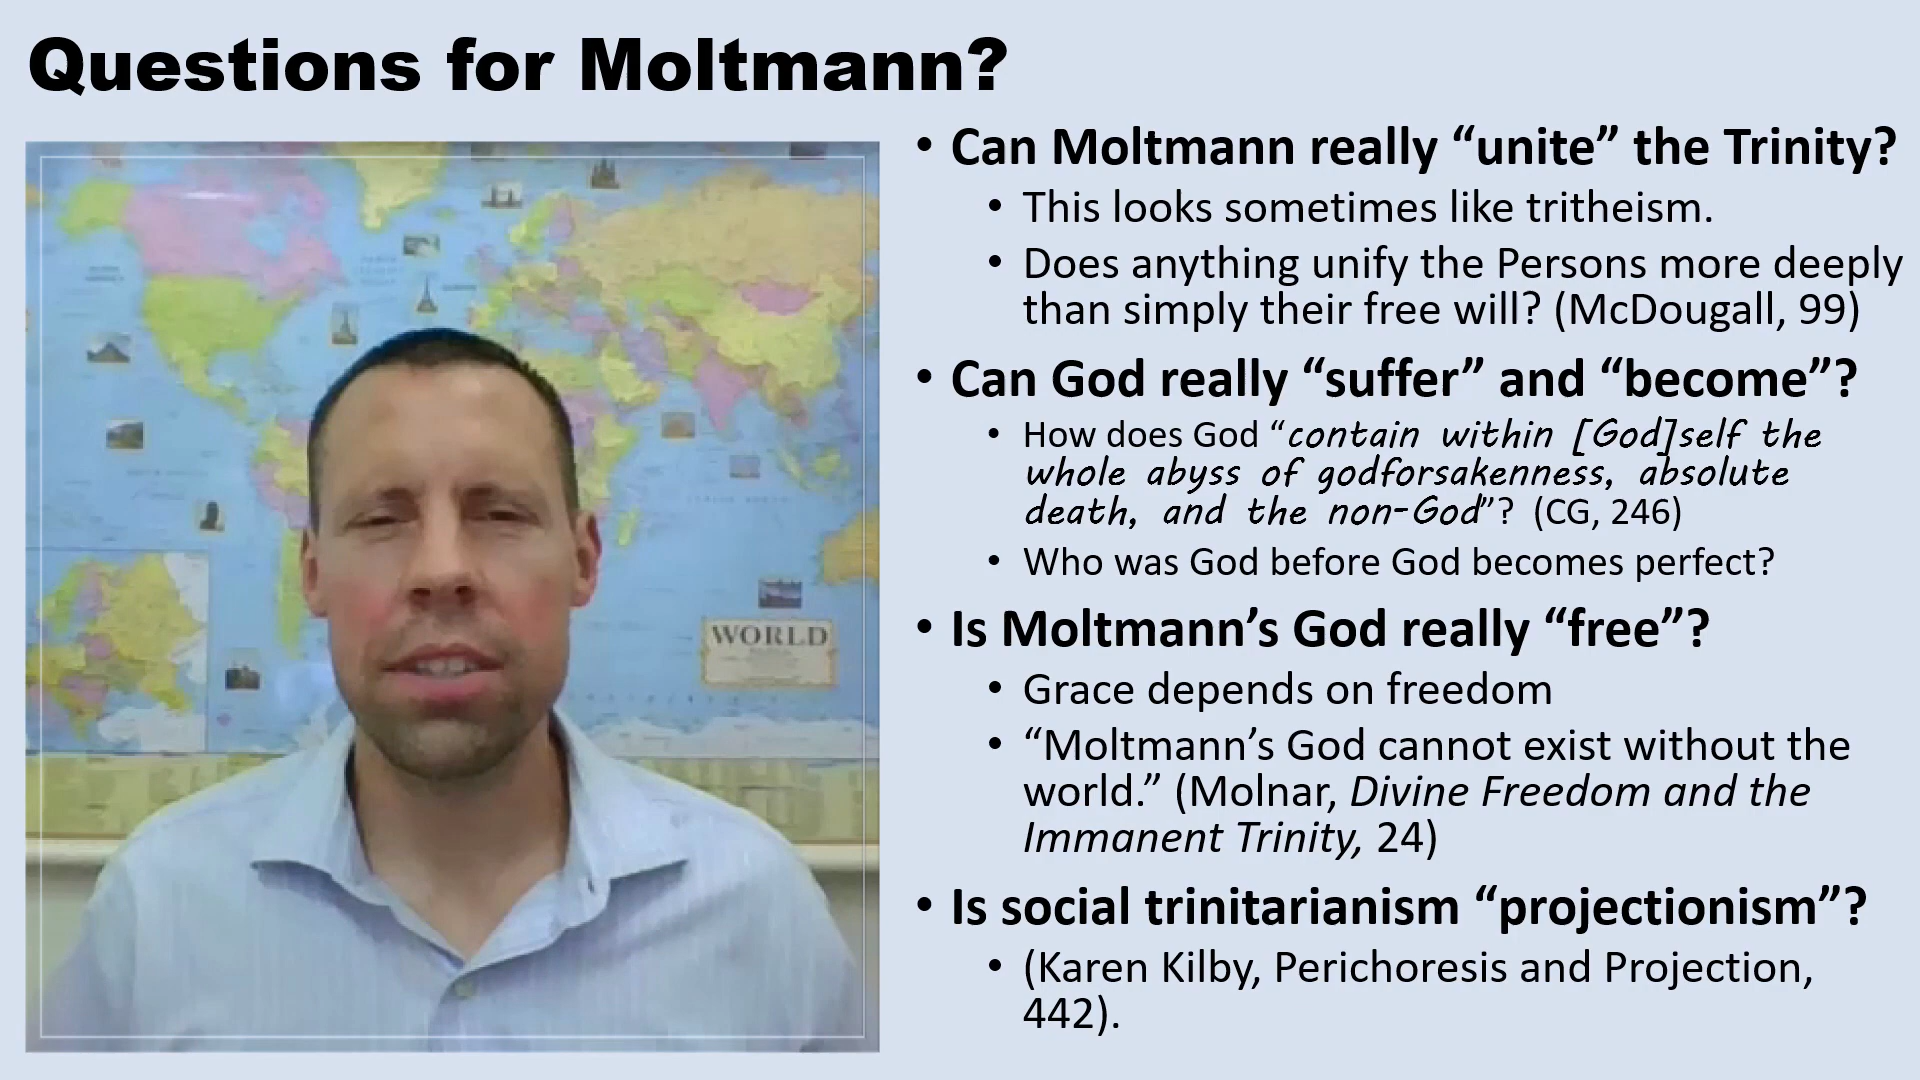 Questions for Moltmann?
• Can Moltmann really “unite” the Trinity?
• This looks sometimes like tritheism.
• Does anything unify the Persons more deeply
than simply their free will? (McDougall, 99)
• Can God really “suffer” and “become”?
• How does God “contain within [God]self the
whole abyss of godforsakenness, absolute
death, and the non-God”? (CG, 246)
• Who was God before God becomes perfect?
• Is Moltmann’s God really “free”?
• Grace depends on freedom
• “Moltmann’s God cannot exist without the
world.” (Molnar, Divine Freedom and the
Immanent Trinity, 24)
• Is social trinitarianism “projectionism”?
• (Karen Kilby, Perichoresis and Projection,
442).
WORLD